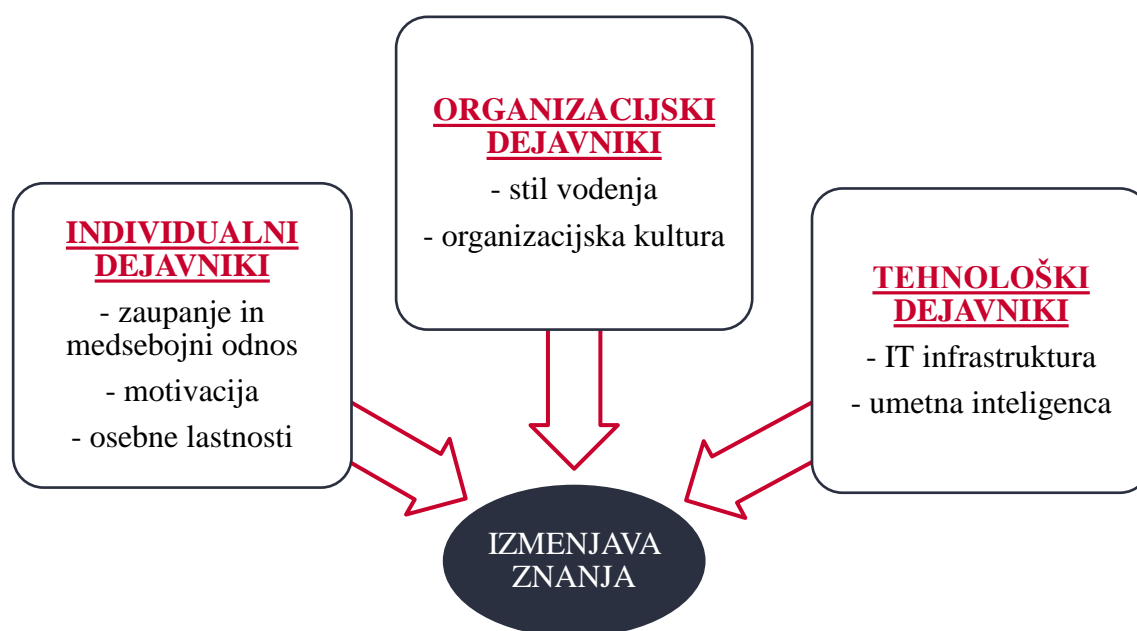 INDIVIDUALNI
DEJAVNIKI
- zaupanje in
medsebojni odnos
- motivacija
- osebne lastnosti
ORGANIZACIJSKI
DEJAVNIKI
- stil vodenja
- organizacijska kultura
TEHNOLOŠKI
DEJAVNIKI
- IT infrastruktura
- umetna inteligenca
IZMENJAVA
ZNANJA